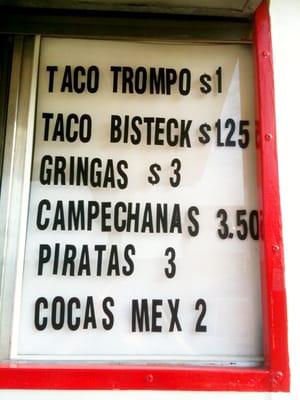 TACO TROMPO $1
TACO BISTECK $1.25
GRINGAS $3
CAMPECHANAS 3.50
PIRATAS 3
COCAS MEX 2